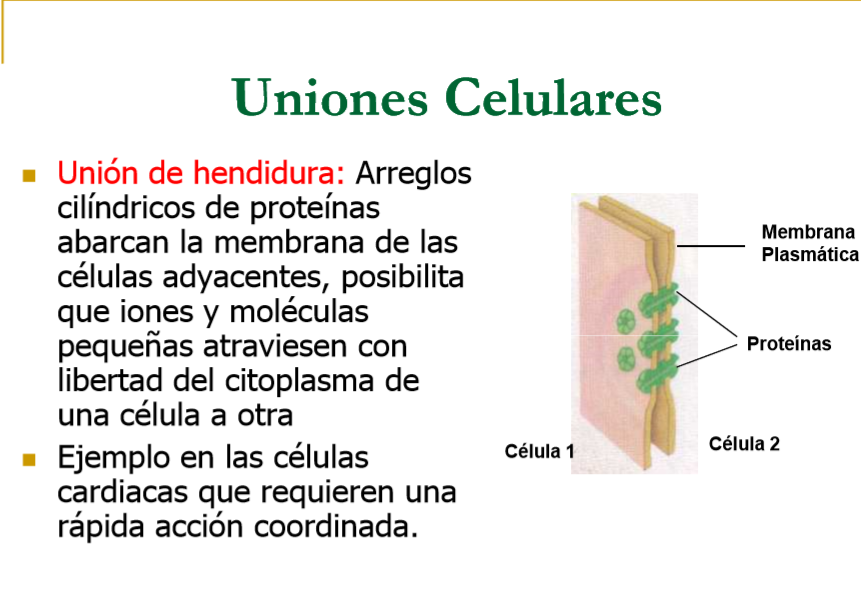 Uniones Celulares
Unión de hendidura: Arreglos
cilíndricos de proteínas
abarcan la membrana de las
células adyacentes, posibilita
que iones y moléculas
pequeñas atraviesen con
libertad del citoplasma de
una célula a otra
Ejemplo en las células
cardiacas que requieren una
rápida acción coordinada.
Membrana
Plasmática
Proteínas
Célula 1
Célula 2